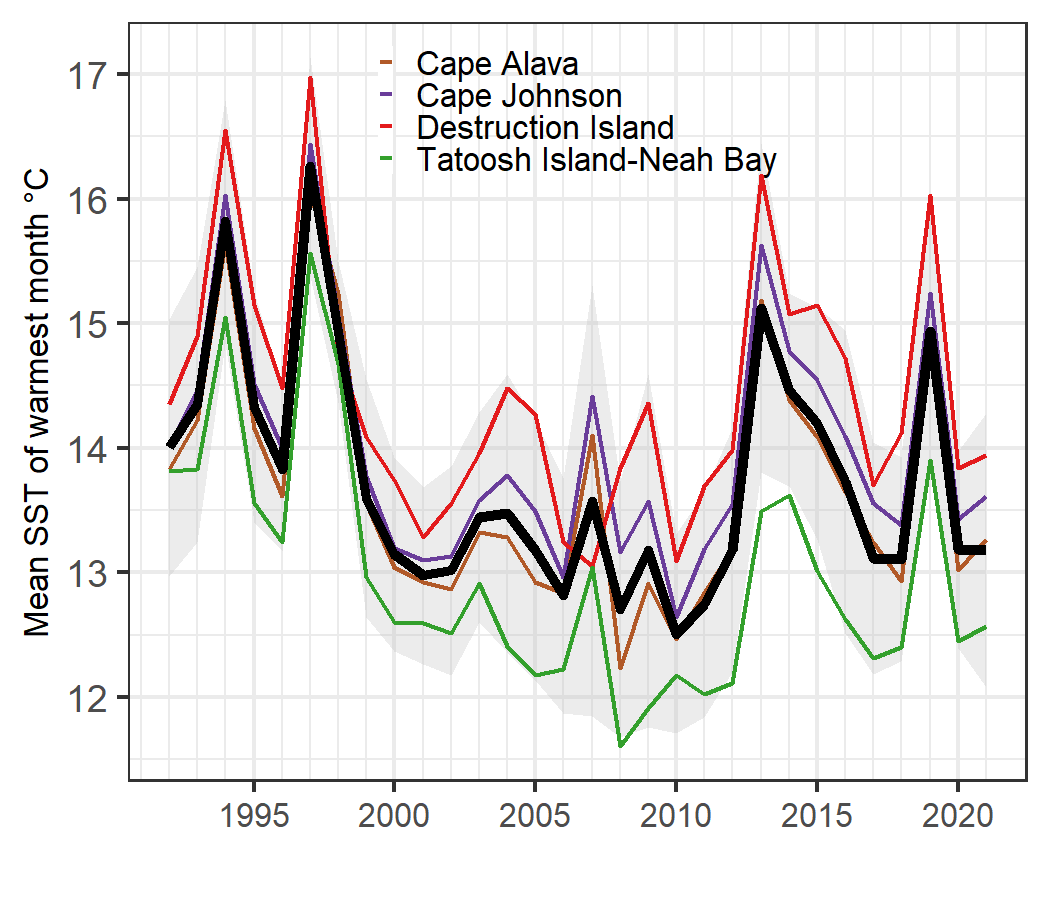 Cape Alava
Cape Johnson
Destruction Island
Tatoosh Island-Neah Bay
Mean SST of warmest month °C
17
16
15
14
13
12
1995 2000 2005 2010 2015 2020